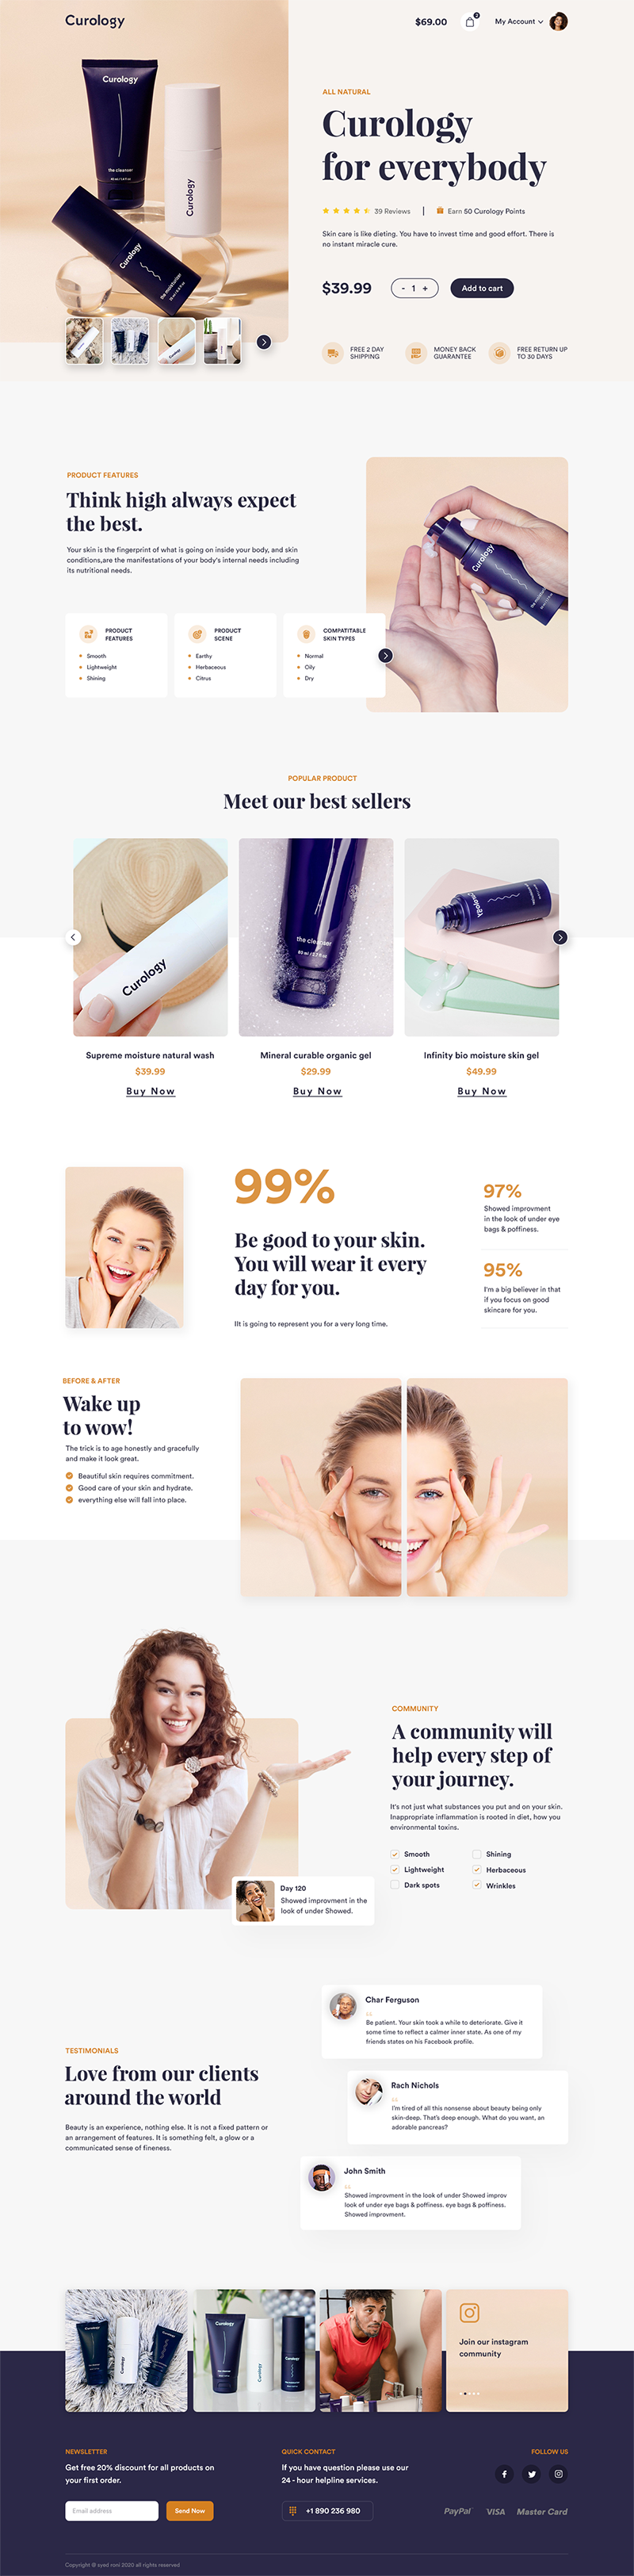 Curology
$69.00
2
My Account
Curology
the cleanser
Curology
Curology
the moisturizer
ALL NATURAL
Curology
for everybody
39 Reviews | Earn 50 Curology Points
Skin care is like dieting. You have to invest time and good effort. There is
no instant miracle cure.
$39.99
- 1 +
Add to cart
FREE 2 DAY
SHIPPING
MONEY BACK
GUARANTEE
FREE RETURN UP
TO 30 DAYS
PRODUCT FEATURES
Think high always expect
the best.
Your skin is the fingerprint of what is going on inside your body, and skin
conditions,are the manifestations of your body's internal needs including
its nutritional needs.
PRODUCT
FEATURES
Smooth
Lightweight
Shining
PRODUCT
SCENE
Earthy
Herbaceous
Citrus
COMPATITABLE
SKIN TYPES
Normal
Oily
Dry
Curology
POPULAR PRODUCT
Meet our best sellers
Curology
the cleanser
Curology
Supreme moisture natural wash
$39.99
Buy Now
Mineral curable organic gel
$29.99
Buy Now
Infinity bio moisture skin gel
$49.99
Buy Now
99%
Be good to your skin.
You will wear it every
day for you.
IIt is going to represent you for a very long time.
97%
Showed improvment
in the look of under eye
bags & poffiness.
95%
I'm a big believer in that
if you focus on good
skincare for you.
BEFORE & AFTER
Wake up
to wow!
The trick is to age honestly and gracefully
and make it look great.
Beautiful skin requires commitment.
Good care of your skin and hydrate.
everything else will fall into place.
COMMUNITY
A community will
help every step of
your journey.
It's not just what substances you put and on your skin.
Inappropriate inflammation is rooted in diet, how you
environmental toxins.
Smooth
Shining
Lightweight
Herbaceous
Dark spots
Wrinkles
Day 120
Showed improvment in the
look of under Showed.
TESTIMONIALS
Love from our clients
around the world
Beauty is an experience, nothing else. It is not a fixed pattern or
an arrangement of features. It is something felt, a glow or a
communicated sense of fineness.
Char Ferguson
Be patient. Your skin took a while to deteriorate. Give it
some time to reflect a calmer inner state. As one of my
friends states on his Facebook profile.
Rach Nichols
I'm tired of all this nonsense about beauty being only
skin-deep. That's deep enough. What do you want, an
adorable pancreas?
John Smith
Showed improvment in the look of under Showed improv
look of under eye bags & poffiness. eye bags & poffiness.
Showed improvment.
Curology
Curology
Curology
Curology
Curology
Join our instagram
community
NEWSLETTER
Get free 20% discount for all products on
your first order.
Email address
Send Now
QUICK CONTACT
If you have question please use our
24 - hour helpline services.
+1 890 236 980
FOLLOW US
PayPal
VISA
Master Card
Copyright © syed roni 2020 all rights reserved